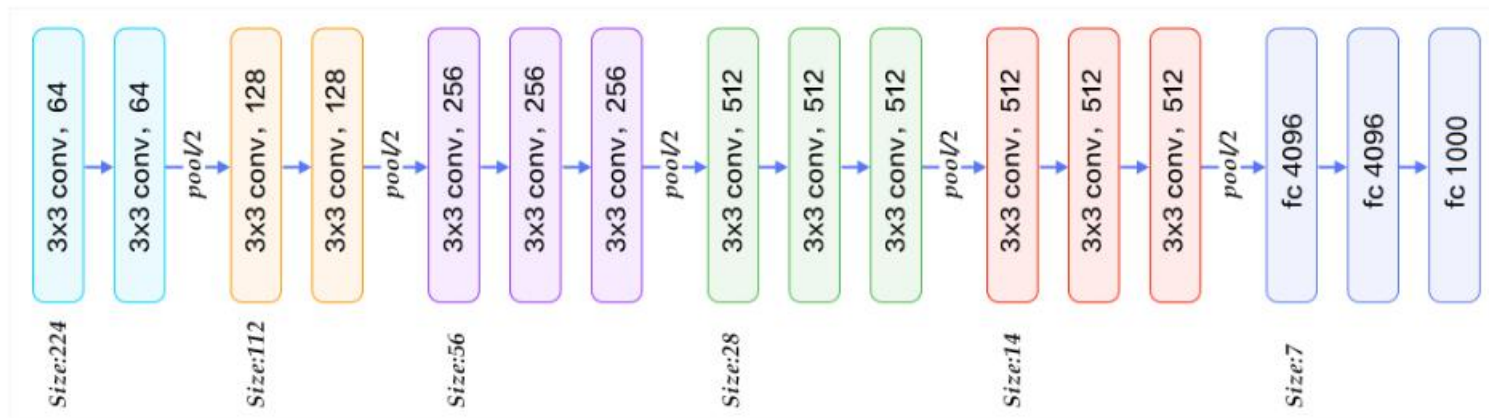 3x3 conv, 64
3x3 conv, 64
pool/2
3x3 conv, 128
3x3 conv, 128
pool/2
3x3 conv, 256
3x3 conv, 256
3x3 conv, 256
pool/2
3x3 conv, 512
3x3 conv, 512
3x3 conv, 512
pool/2
3x3 conv, 512
3x3 conv, 512
3x3 conv, 512
pool/2
fc 4096
fc 4096
fc 1000
Size:224
Size:112
Size:56
Size:28
Size:14
Size:7